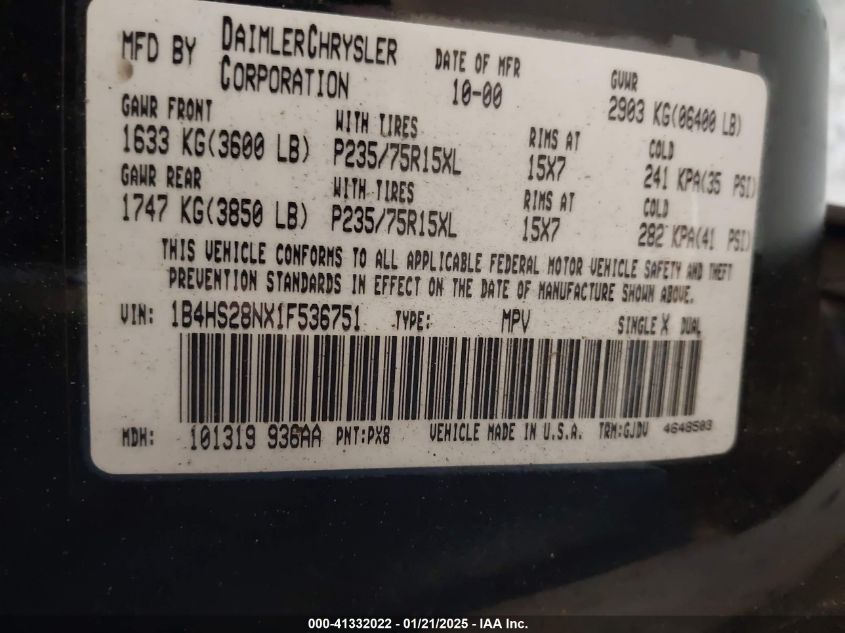 MFD BY DAIMLERCHRYSLER CORPORATION DATE OF MFR 10-00 GVWR 2903 KG(06400 LB)
GAWR FRONT WITH TIRES RIMS AT COLD
1633 KG(3600 LB) P235/75R15XL 15X7 241 KPA(35 PSI)
GAWR REAR WITH TIRES RIMS AT COLD
1747 KG(3850 LB) P235/75R15XL 15X7 282 KPA(41 PSI)
THIS VEHICLE CONFORMS TO ALL APPLICABLE FEDERAL MOTOR VEHICLE SAFETY AND THEFT
PREVENTION STANDARDS IN EFFECT ON THE DATE OF MANUFACTURE SHOWN ABOVE.
VIN: 1B4HS28NX1F536751 TYPE: MPV SINGLE X DUAL
MDH: 101319 936AA PNT:PX8 VEHICLE MADE IN U.S.A. TRM:GJDV 4648503
000-41332022 - 01/21/2025 - IAA Inc.